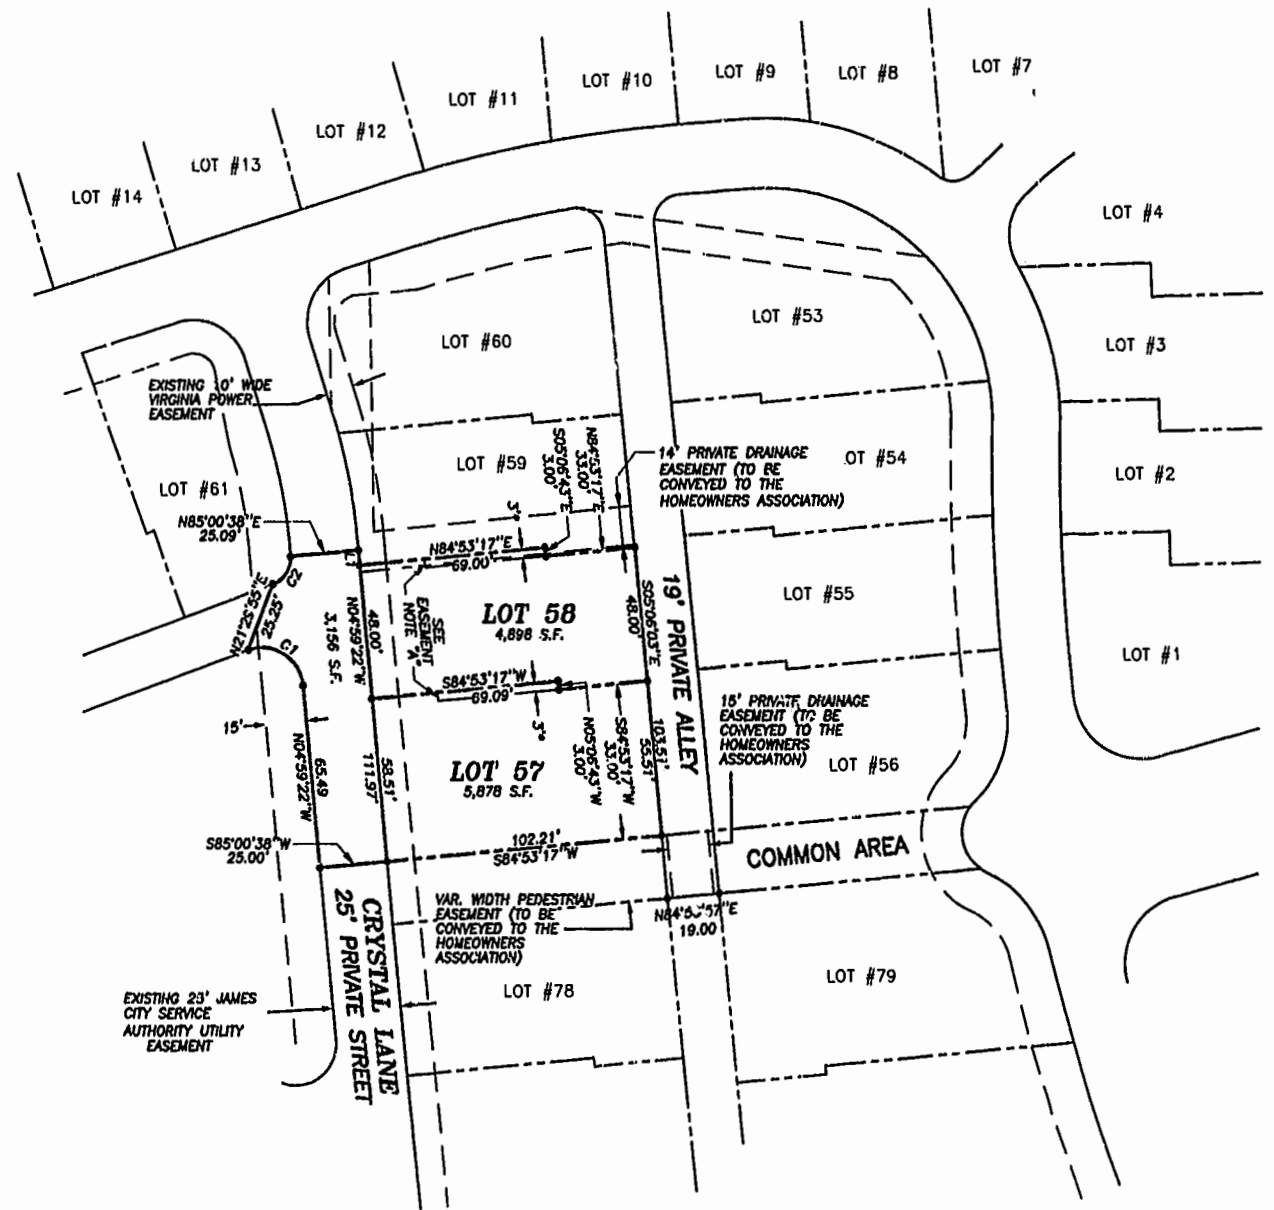 LOT #7
LOT #8
LOT #9
LOT #10
LOT #11
LOT #12
LOT #13
LOT #14
LOT #4
LOT #53
LOT #60
LOT #3
EXISTING 10' WIDE
VIRGINIA POWER
EASEMENT
LOT #59
S05°06'43"E
3.00'
N84°53'17"E
33.00'
14' PRIVATE DRAINAGE
EASEMENT (TO BE
CONVEYED TO THE
HOMEOWNERS ASSOCIATION)
OT #54
LOT #2
LOT #61
N85°00'38"E
25.09'
3'°
N84°53'17"E
69.00'
L1
C2
N21°25'55"E
25.25'
C1
N04°59'22"W
48.00'
3,156 S.F.
SEE
EASEMENT
NOTE "A"
LOT 58
4,898 S.F.
S05°06'03"E
48.00'
19' PRIVATE ALLEY
LOT #55
LOT #1
S84°53'17"W
69.09'
3'°
N05°06'43"W
3.00'
S84°53'17"W
33.00'
103.51'
55.51'
15' PRIVATE DRAINAGE
EASEMENT (TO BE
CONVEYED TO THE
HOMEOWNERS
ASSOCIATION)
LOT #56
15'
N04°59'22"W
65.49
58.51'
111.97'
LOT 57
5,878 S.F.
S85°00'38"W
25.00'
102.21'
S84°53'17"W
COMMON AREA
VAR. WIDTH PEDESTRIAN
EASEMENT (TO BE
CONVEYED TO THE
HOMEOWNERS
ASSOCIATION)
19.00
CRYSTAL LANE
25' PRIVATE STREET
LOT #78
LOT #79
EXISTING 23' JAMES
CITY SERVICE
AUTHORITY UTILITY
EASEMENT